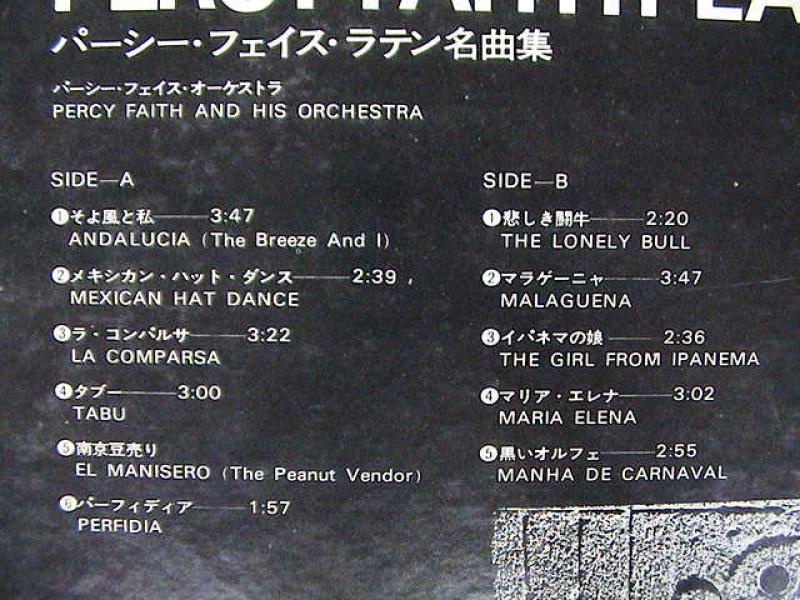 PERCY FAITH PLA
パーシー・フェイス・ラテン名曲集
パーシー・フェイス・オーケストラ
PERCY FAITH AND HIS ORCHESTRA
SIDE—A
❶そよ風と私——3:47
ANDALUCIA (The Breeze And I)
❷メキシカン・ハット・ダンス——2:39
MEXICAN HAT DANCE
❸ラ・コンパルサ——3:22
LA COMPARSA
❹タブー——3:00
TABU
❺南京豆売り
EL MANISERO (The Peanut Vendor)
❻パーフィディア——1:57
PERFIDIA
SIDE—B
❶悲しき闘牛——2:20
THE LONELY BULL
❷マラゲーニャ——3:47
MALAGUENA
❸イパネマの娘——2:36
THE GIRL FROM IPANEMA
❹マリア・エレナ——3:02
MARIA ELENA
❺黒いオルフェ——2:55
MANHA DE CARNAVAL